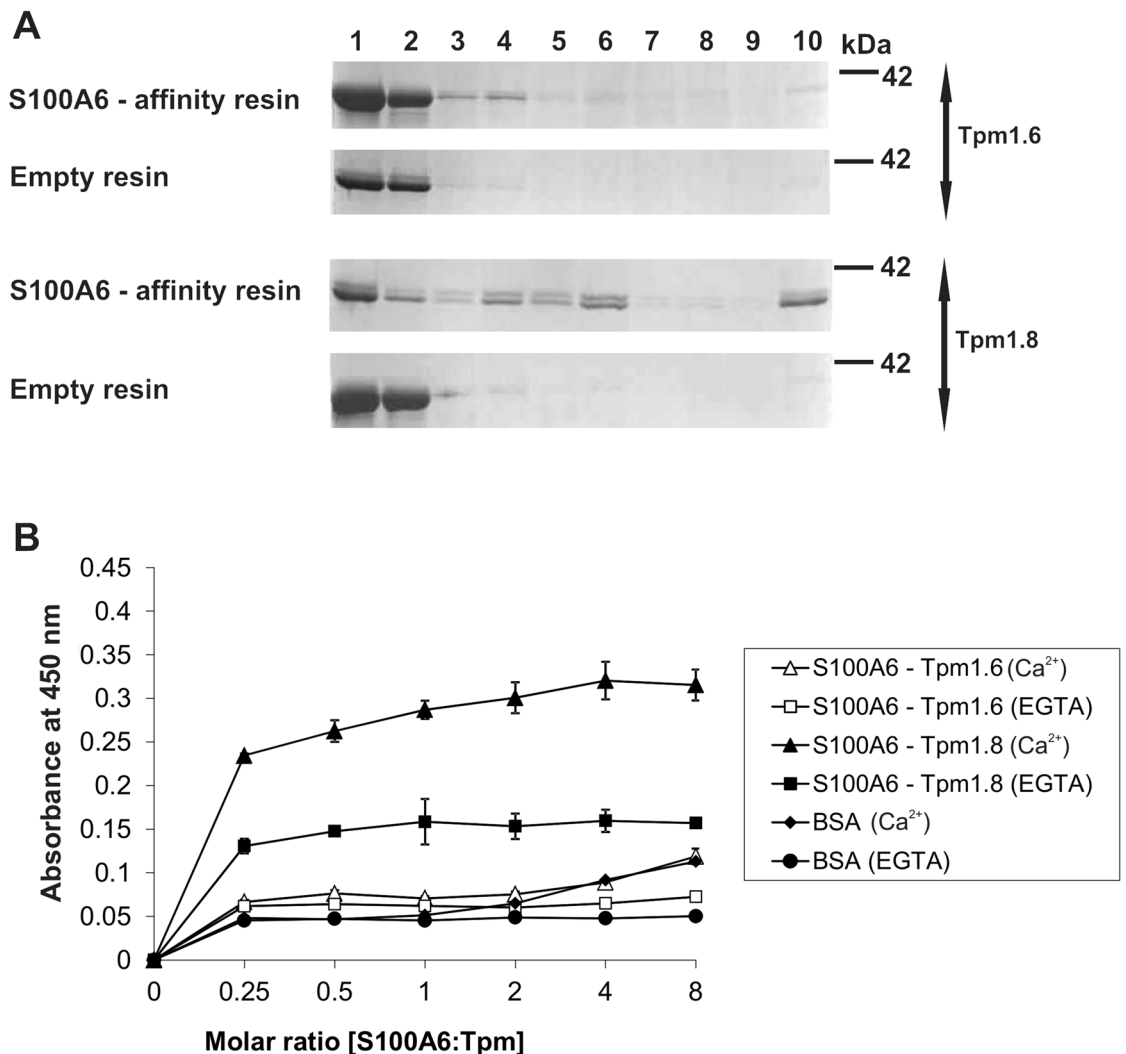 A
1 2 3 4 5 6 7 8 9 10 kDa
S100A6 - affinity resin 42
Empty resin 42
Tpm1.6
S100A6 - affinity resin 42
Empty resin 42
Tpm1.8
B
Absorbance at 450 nm
0.45
0.4
0.35
0.3
0.25
0.2
0.15
0.1
0.05
0
0 0.25 0.5 1 2 4 8
Molar ratio [S100A6:Tpm]
S100A6 - Tpm1.6 (Ca²⁺)
S100A6 - Tpm1.6 (EGTA)
S100A6 - Tpm1.8 (Ca²⁺)
S100A6 - Tpm1.8 (EGTA)
BSA (Ca²⁺)
BSA (EGTA)